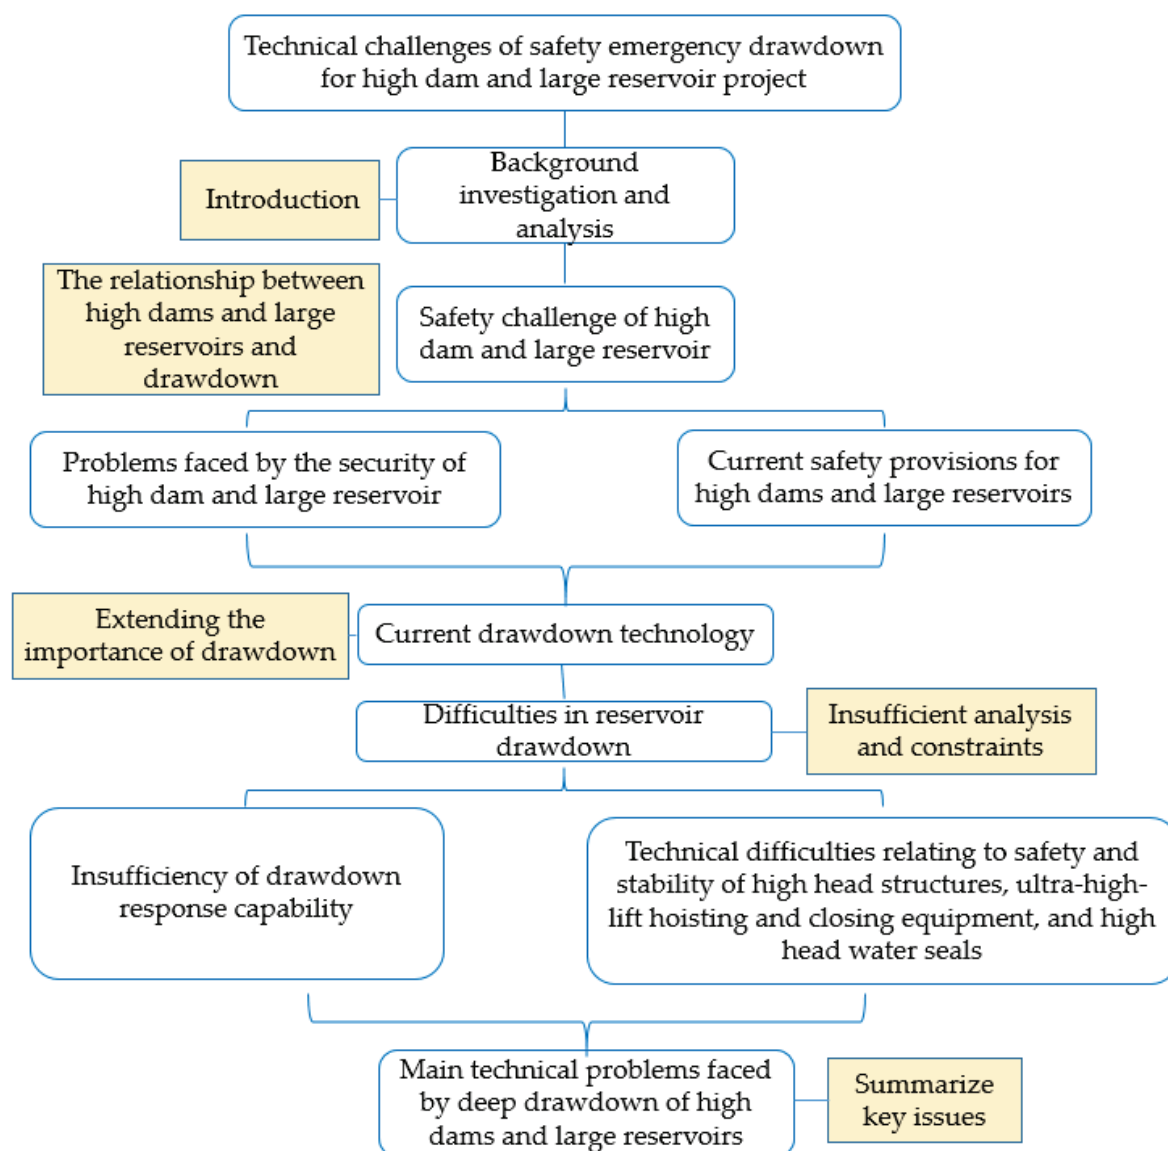 Technical challenges of safety emergency drawdown
for high dam and large reservoir project
Introduction
Background
investigation and
analysis
The relationship between
high dams and large
reservoirs and
drawdown
Safety challenge of high
dam and large reservoir
Problems faced by the security of
high dam and large reservoir
Current safety provisions for
high dams and large reservoirs
Extending the
importance of drawdown
Current drawdown technology
Difficulties in reservoir
drawdown
Insufficient analysis
and constraints
Insufficiency of drawdown
response capability
Technical difficulties relating to safety and
stability of high head structures, ultra-high-
lift hoisting and closing equipment, and high
head water seals
Main technical problems faced
by deep drawdown of high
dams and large reservoirs
Summarize
key issues